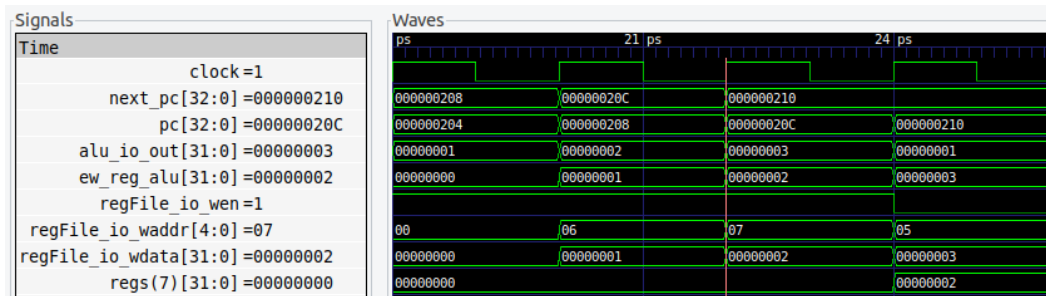 Signals
Waves
Time
ps 21 ps 24 ps
clock=1
next_pc[32:0]=000000210 000000208 00000020C 000000210
pc[32:0]=00000020C 000000204 000000208 00000020C 000000210
alu_io_out[31:0]=00000003 00000001 00000002 00000003 00000001
ew_reg_alu[31:0]=00000002 00000000 00000001 00000002 00000003
regFile_io_wen=1
regFile_io_waddr[4:0]=07 00 06 07 05
regFile_io_wdata[31:0]=00000002 00000000 00000001 00000002 00000003
regs(7)[31:0]=00000000 00000000 00000002